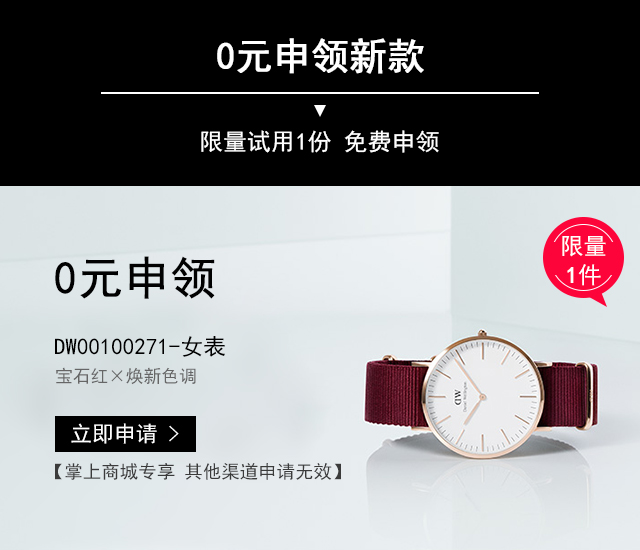 0元申领新款
限量试用1份 免费申领
限量
1件
0元申领
DW00100271-女表
宝石红×焕新色调
立即申请 >
【掌上商城专享 其他渠道申请无效】
DW
Daniel Wellington